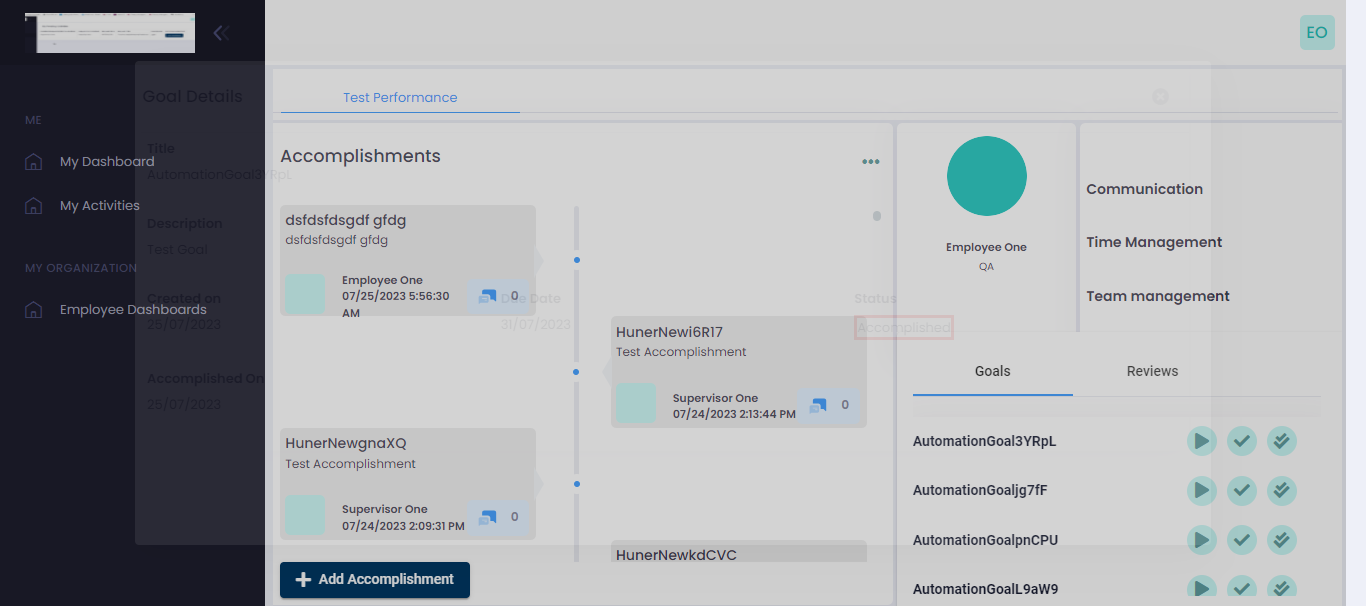 EO
ME
My Dashboard
My Activities
MY ORGANIZATION
Employee Dashboards
Goal Details
Title
AutomationGoal3YRpL
Description
Test Goal
Created on
25/07/2023
Due Date
31/07/2023
Status
Accomplished
Accomplished On
25/07/2023
Test Performance
Accomplishments
dsfdsfdsgdf gfdg
dsfdsfdsgdf gfdg
Employee One
07/25/2023 5:56:30
AM
0
HunerNewi6R17
Test Accomplishment
Supervisor One
07/24/2023 2:13:44 PM
0
HunerNewgnaXQ
Test Accomplishment
Supervisor One
07/24/2023 2:09:31 PM
0
HunerNewkdCVC
Add Accomplishment
Employee One
QA
Communication
Time Management
Team management
Goals
Reviews
AutomationGoal3YRpL
AutomationGoaljg7fF
AutomationGoalpnCPU
AutomationGoalL9aW9